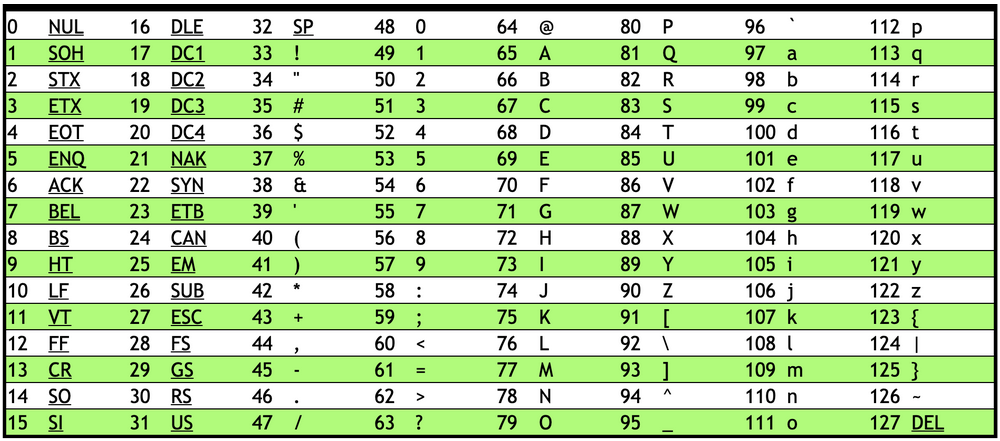 0 NUL 16 DLE 32 SP 48 0 64 @ 80 P 96 ` 112 p
1 SOH 17 DC1 33 ! 49 1 65 A 81 Q 97 a 113 q
2 STX 18 DC2 34 " 50 2 66 B 82 R 98 b 114 r
3 ETX 19 DC3 35 # 51 3 67 C 83 S 99 c 115 s
4 EOT 20 DC4 36 $ 52 4 68 D 84 T 100 d 116 t
5 ENQ 21 NAK 37 % 53 5 69 E 85 U 101 e 117 u
6 ACK 22 SYN 38 & 54 6 70 F 86 V 102 f 118 v
7 BEL 23 ETB 39 ' 55 7 71 G 87 W 103 g 119 w
8 BS 24 CAN 40 ( 56 8 72 H 88 X 104 h 120 x
9 HT 25 EM 41 ) 57 9 73 I 89 Y 105 i 121 y
10 LF 26 SUB 42 * 58 : 74 J 90 Z 106 j 122 z
11 VT 27 ESC 43 + 59 ; 75 K 91 [ 107 k 123 {
12 FF 28 FS 44 , 60 < 76 L 92 \ 108 l 124 |
13 CR 29 GS 45 - 61 = 77 M 93 ] 109 m 125 }
14 SO 30 RS 46 . 62 > 78 N 94 ^ 110 n 126 ~
15 SI 31 US 47 / 63 ? 79 O 95 _ 111 o 127 DEL